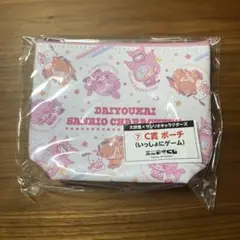 DAIYOUKAI
SANRIO CHARACTERS
大妖怪×サンリオキャラクターズ
⑦ C賞 ポーチ
(いっしょにゲーム)